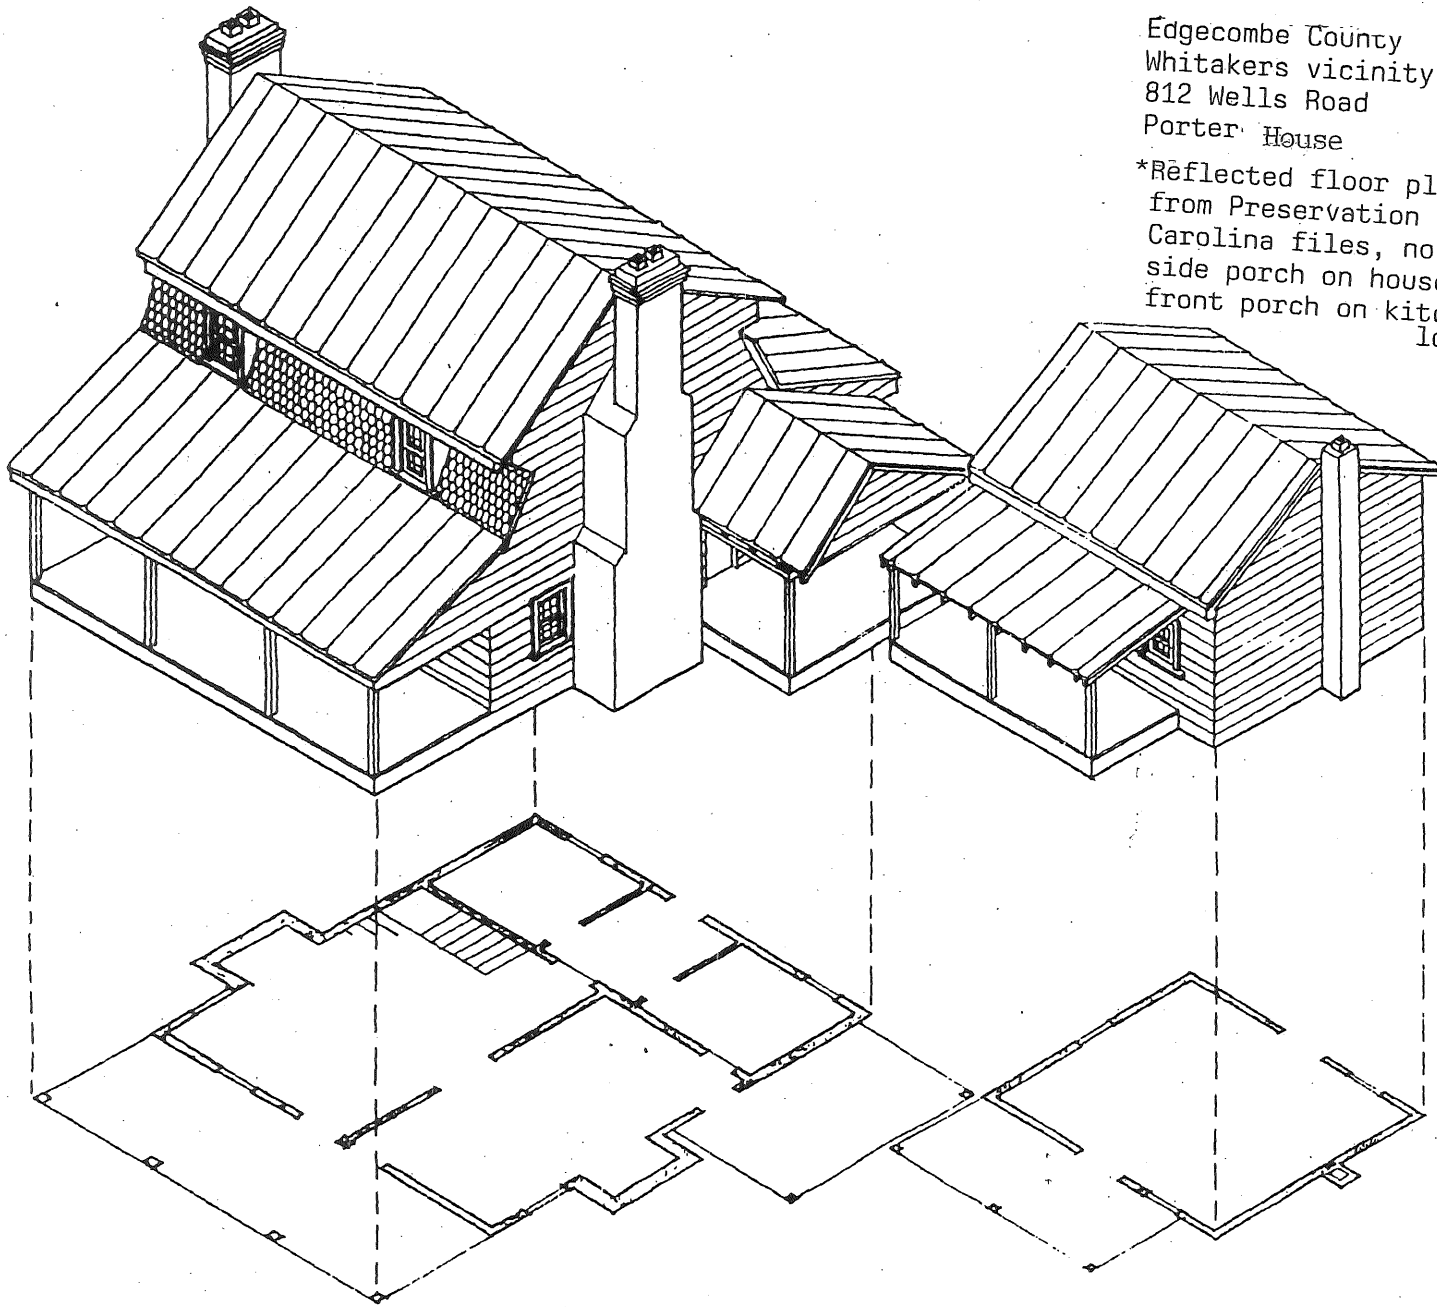 Edgecombe County
Whitakers vicinity
812 Wells Road
Porter House
*Reflected floor pl
from Preservation
Carolina files, no
side porch on hous
front porch on kit